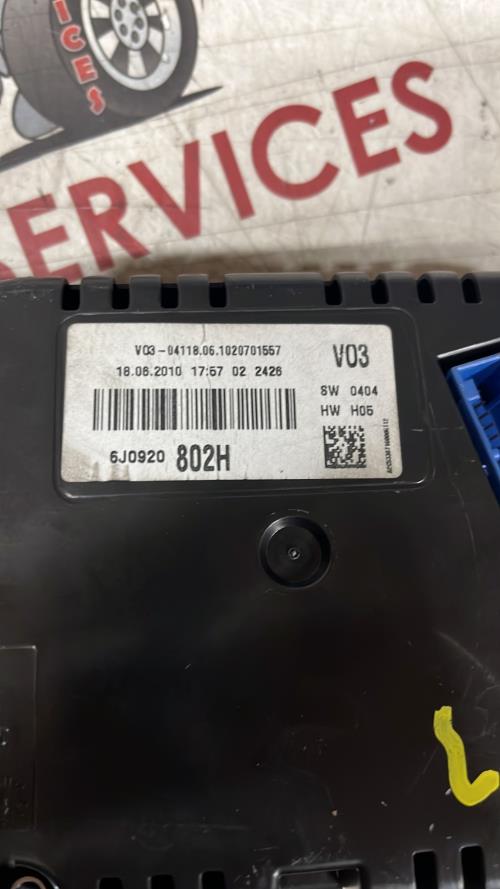 ICES
SERVICES
V03-04118.06.1020701557
18.06.2010 17:57 02 2426
V03
SW 0404
HW H05
6J0920 802H